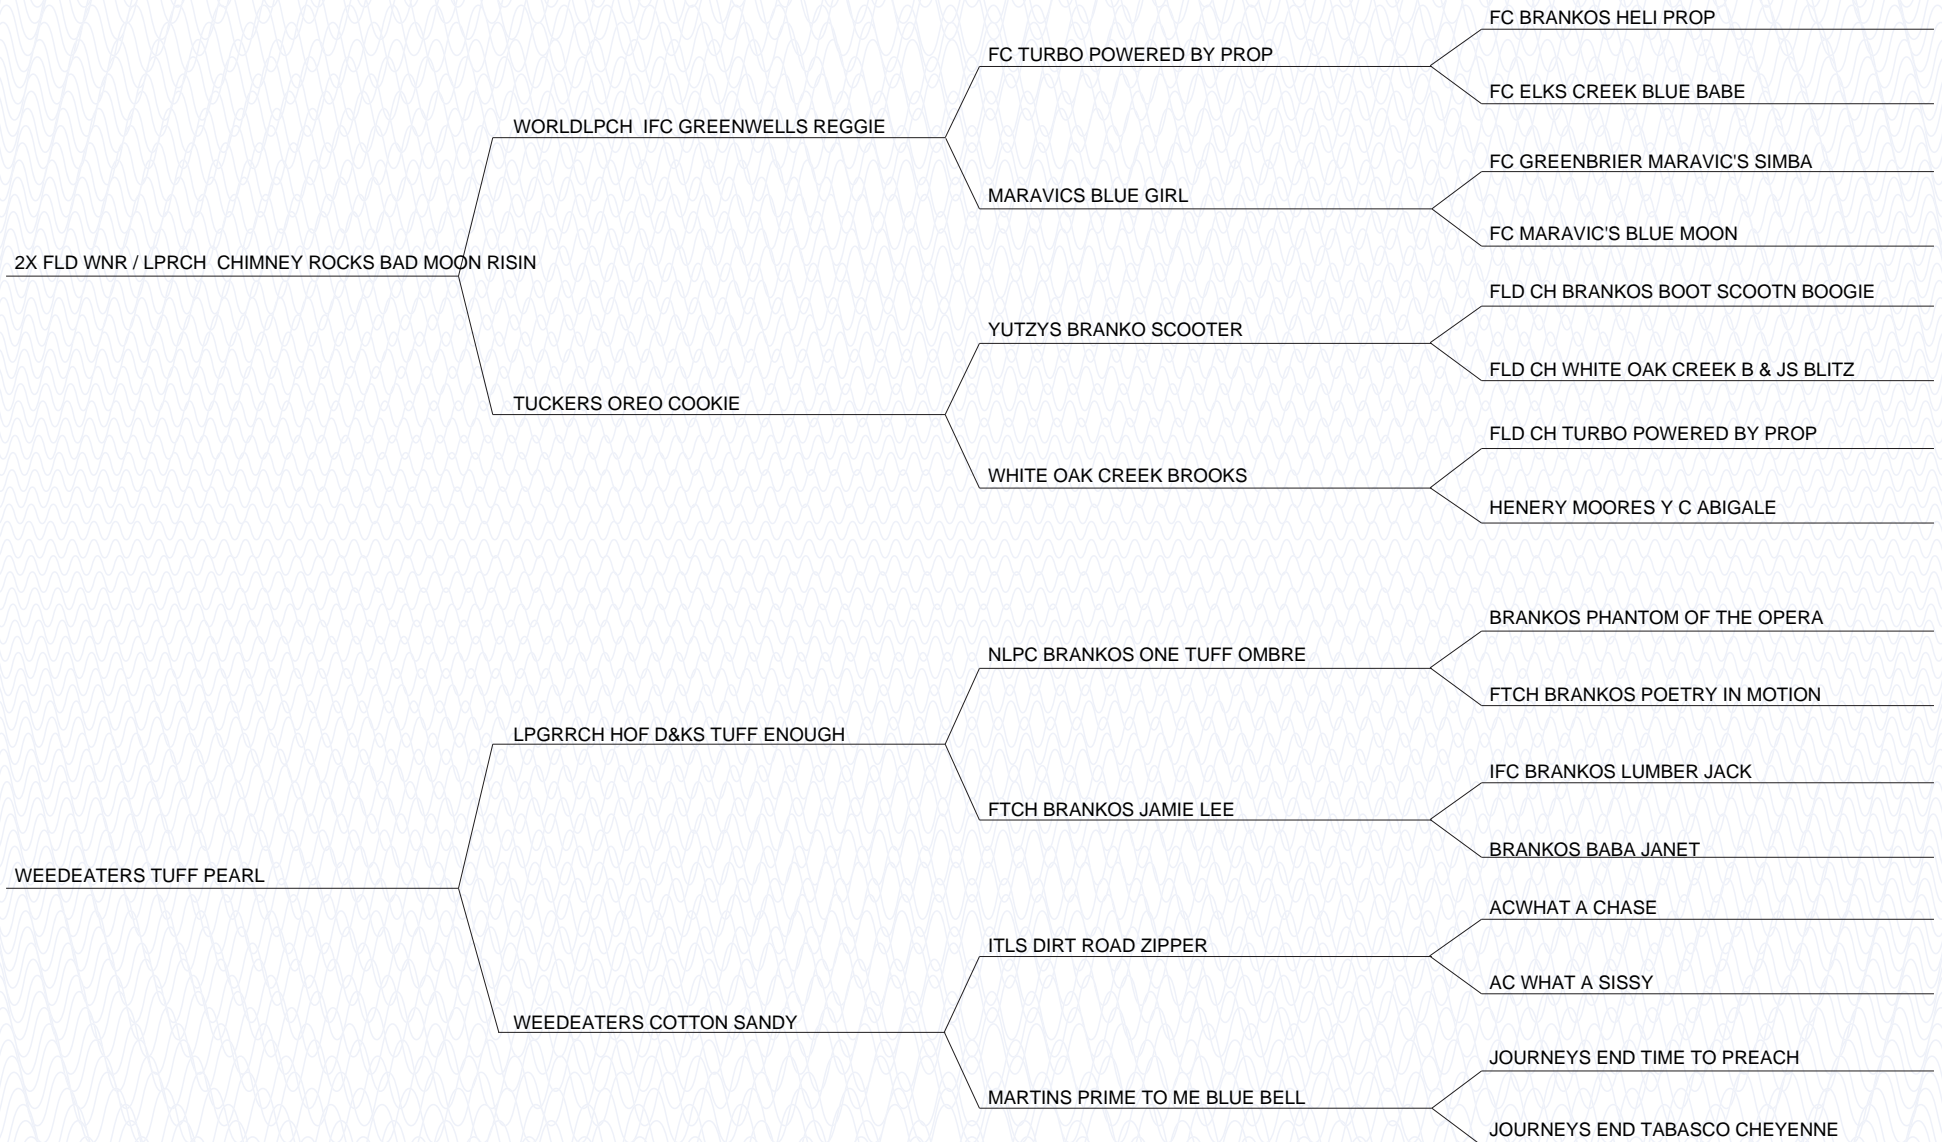 FC BRANKOS HELI PROP
FC TURBO POWERED BY PROP
FC ELKS CREEK BLUE BABE
WORLDLPCH  IFC GREENWELLS REGGIE
FC GREENBRIER MARAVIC'S SIMBA
MARAVICS BLUE GIRL
FC MARAVIC'S BLUE MOON
2X FLD WNR / LPRCH  CHIMNEY ROCKS BAD MOON RISIN
FLD CH BRANKOS BOOT SCOOTN BOOGIE
YUTZYS BRANKO SCOOTER
FLD CH WHITE OAK CREEK B & JS BLITZ
TUCKERS OREO COOKIE
FLD CH TURBO POWERED BY PROP
WHITE OAK CREEK BROOKS
HENERY MOORES Y C ABIGALE
BRANKOS PHANTOM OF THE OPERA
NLPC BRANKOS ONE TUFF OMBRE
FTCH BRANKOS POETRY IN MOTION
LPGRRCH HOF D&KS TUFF ENOUGH
IFC BRANKOS LUMBER JACK
FTCH BRANKOS JAMIE LEE
BRANKOS BABA JANET
WEEDEATERS TUFF PEARL
ACWHAT A CHASE
ITLS DIRT ROAD ZIPPER
AC WHAT A SISSY
WEEDEATERS COTTON SANDY
JOURNEYS END TIME TO PREACH
MARTINS PRIME TO ME BLUE BELL
JOURNEYS END TABASCO CHEYENNE